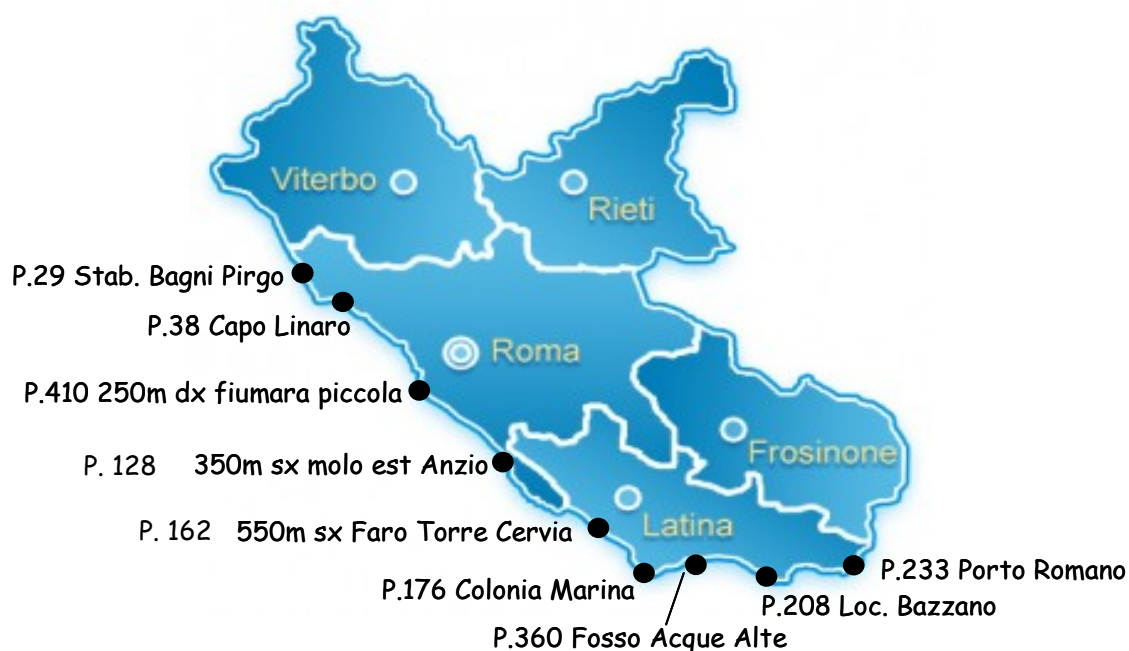 Viterbo
Rieti
P.29 Stab. Bagni Pirgo
P.38 Capo Linaro
Roma
P.410 250m dx fiumara piccola
Frosinone
P. 128 350m sx molo est Anzio
Latina
P. 162 550m sx Faro Torre Cervia
P.233 Porto Romano
P.176 Colonia Marina
P.208 Loc. Bazzano
P.360 Fosso Acque Alte